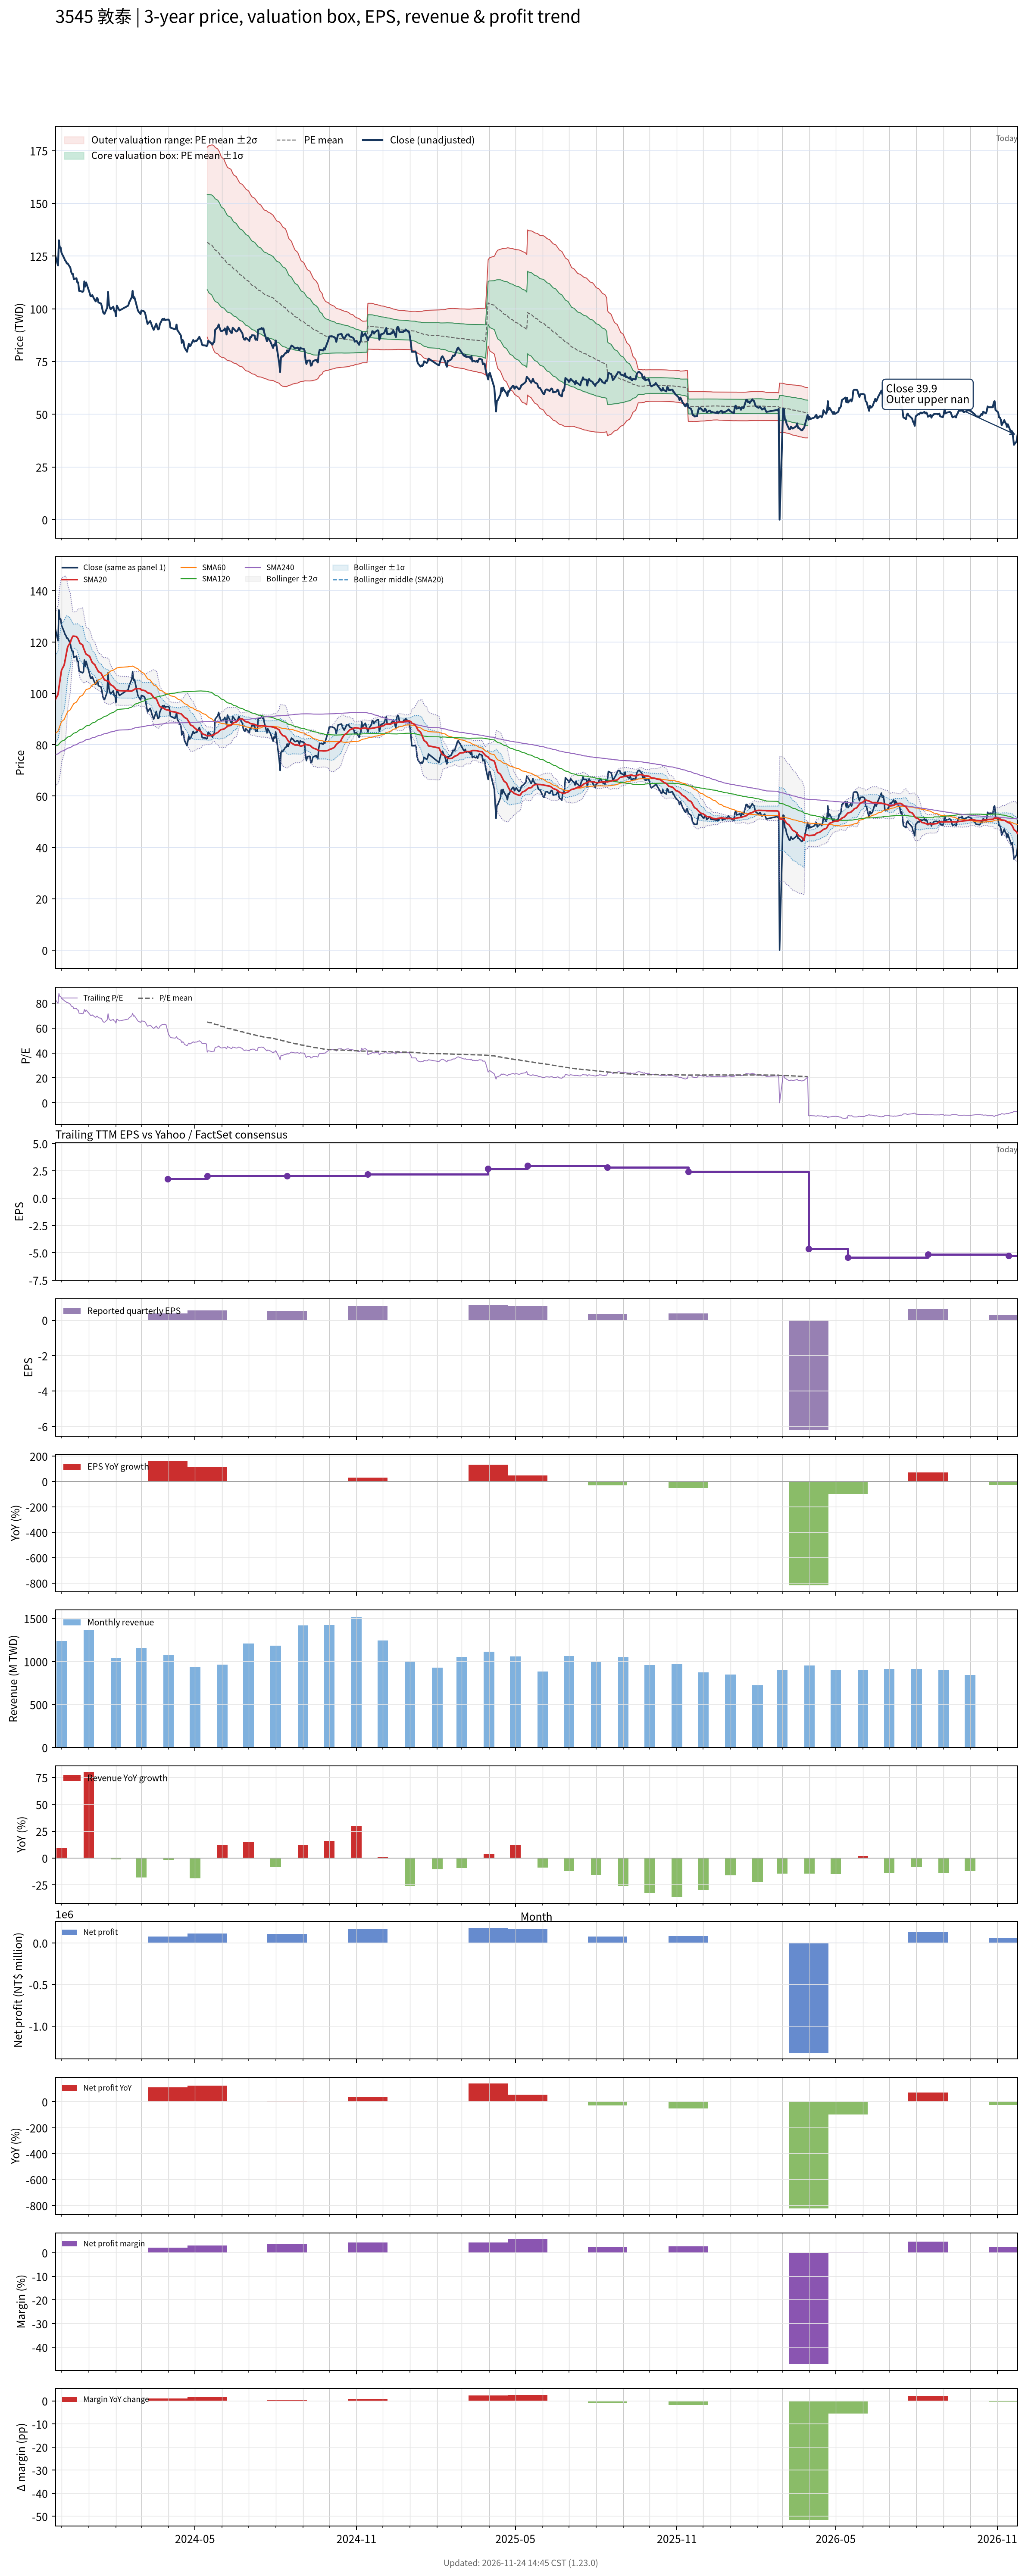 3545 敦泰 | 3-year price, valuation box, EPS, revenue & profit trend
Outer valuation range: PE mean ±2σ
PE mean
Close (unadjusted)
Core valuation box: PE mean ±1σ
Today
175
150
125
100
75
50
25
0
Price (TWD)
Close 39.9
Outer upper nan
Close (same as panel 1)
SMA60
SMA240
Bollinger ±1σ
SMA20
SMA120
Bollinger ±2σ
Bollinger middle (SMA20)
140
120
100
80
60
40
20
0
Price
Trailing P/E
P/E mean
80
60
40
20
0
P/E
Trailing TTM EPS vs Yahoo / FactSet consensus
Today
5.0
2.5
0.0
-2.5
-5.0
-7.5
EPS
Reported quarterly EPS
0
-2
-4
-6
EPS
EPS YoY growth
200
0
-200
-400
-600
-800
YoY (%)
Monthly revenue
1500
1000
500
0
Revenue (M TWD)
Revenue YoY growth
75
50
25
0
-25
YoY (%)
Month
1e6
Net profit
0.0
-0.5
-1.0
Net profit (NT$ million)
Net profit YoY
0
-200
-400
-600
-800
YoY (%)
Net profit margin
0
-10
-20
-30
-40
Margin (%)
Margin YoY change
0
-10
-20
-30
-40
-50
Δ margin (pp)
2024-05
2024-11
2025-05
2025-11
2026-05
2026-11
Updated: 2026-11-24 14:45 CST (1.23.0)